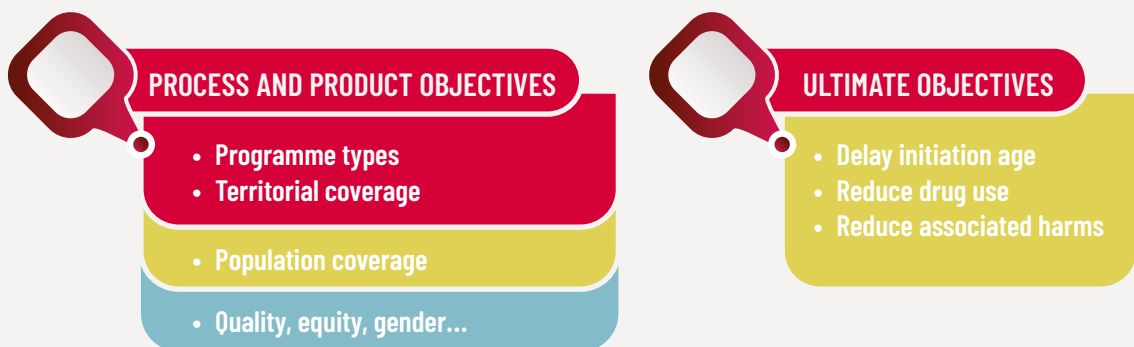 PROCESS AND PRODUCT OBJECTIVES
• Programme types
• Territorial coverage
• Population coverage
• Quality, equity, gender...
ULTIMATE OBJECTIVES
• Delay initiation age
• Reduce drug use
• Reduce associated harms